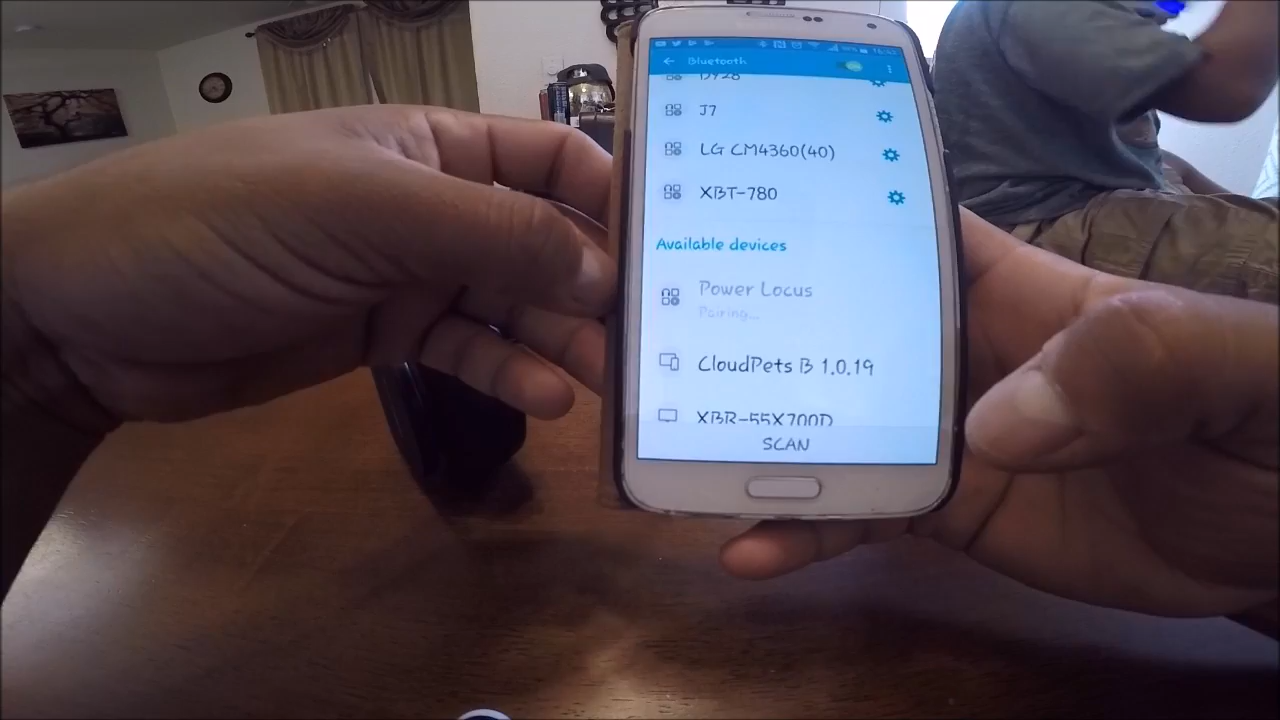 Bluetooth
DY28
J7
LG CM4360(40)
XBT-780
Available devices
Power Locus
Pairing...
CloudPets B 1.0.19
XBR-55X700D
SCAN